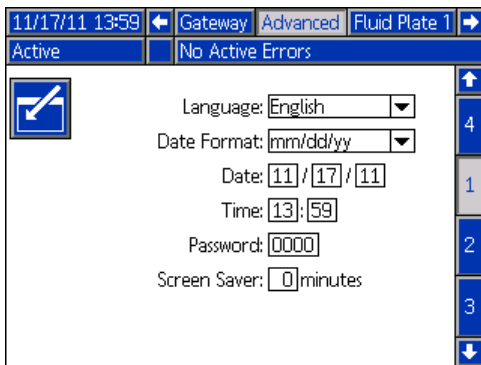 11/17/11 13:59 Gateway Advanced Fluid Plate 1
Active No Active Errors
Language: English
4
Date Format: mm/dd/yy
Date: 11 / 17 / 11
1
Time: 13 : 59
Password: 0000
2
Screen Saver: 0 minutes
3